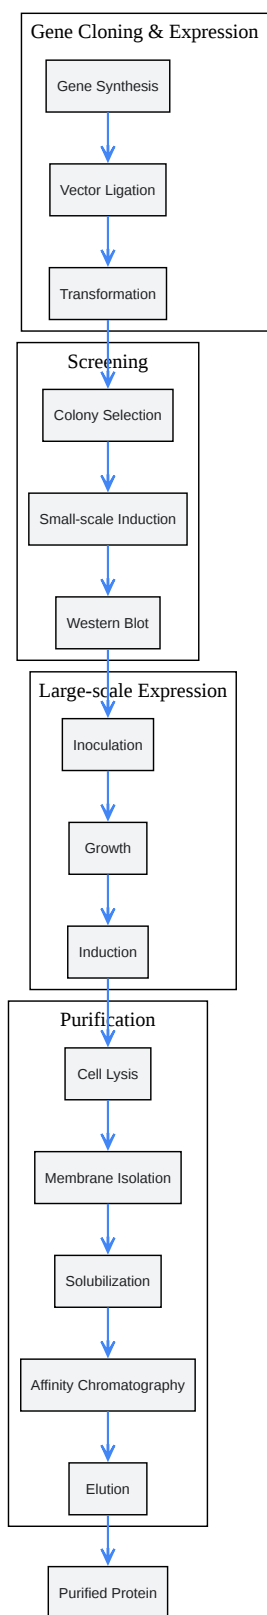 Gene Cloning & Expression
Gene Synthesis
Vector Ligation
Transformation
Screening
Colony Selection
Small-scale Induction
Western Blot
Large-scale Expression
Inoculation
Growth
Induction
Purification
Cell Lysis
Membrane Isolation
Solubilization
Affinity Chromatography
Elution
Purified Protein